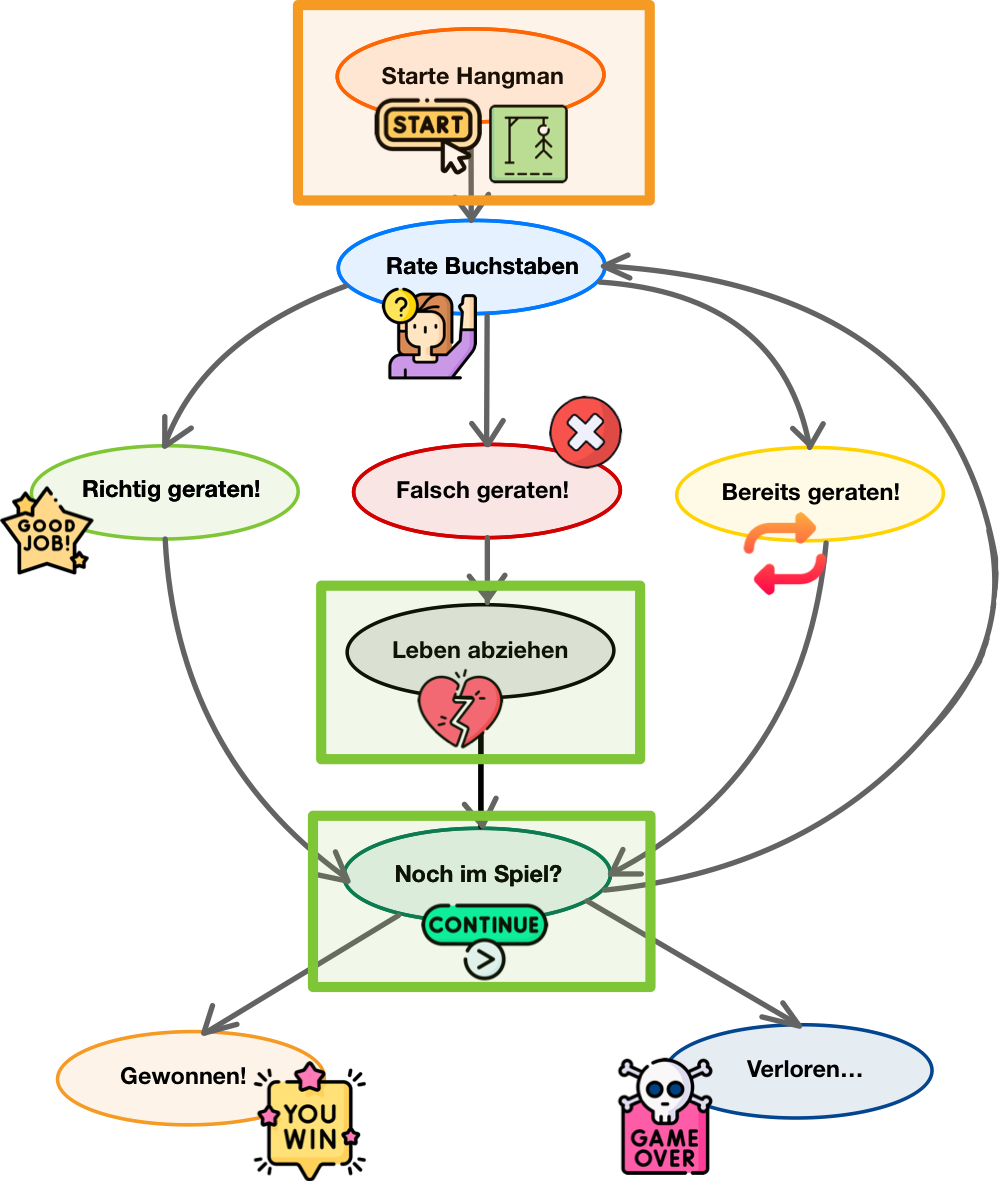 Starte Hangman
START
Rate Buchstaben
?
Richtig geraten!
Falsch geraten!
Bereits geraten!
GOOD
JOB!
Leben abziehen
Noch im Spiel?
CONTINUE
>
Gewonnen!
Verloren...
YOU
WIN
GAME
OVER